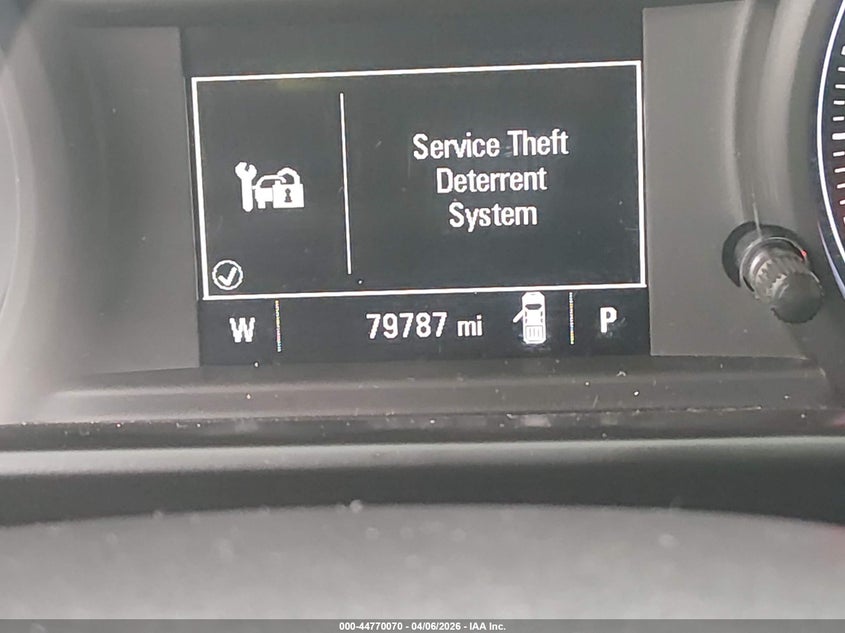 Service Theft
Deterrent
System
W
79787 mi
P
000-44770070 - 04/06/2026 - IAA Inc.